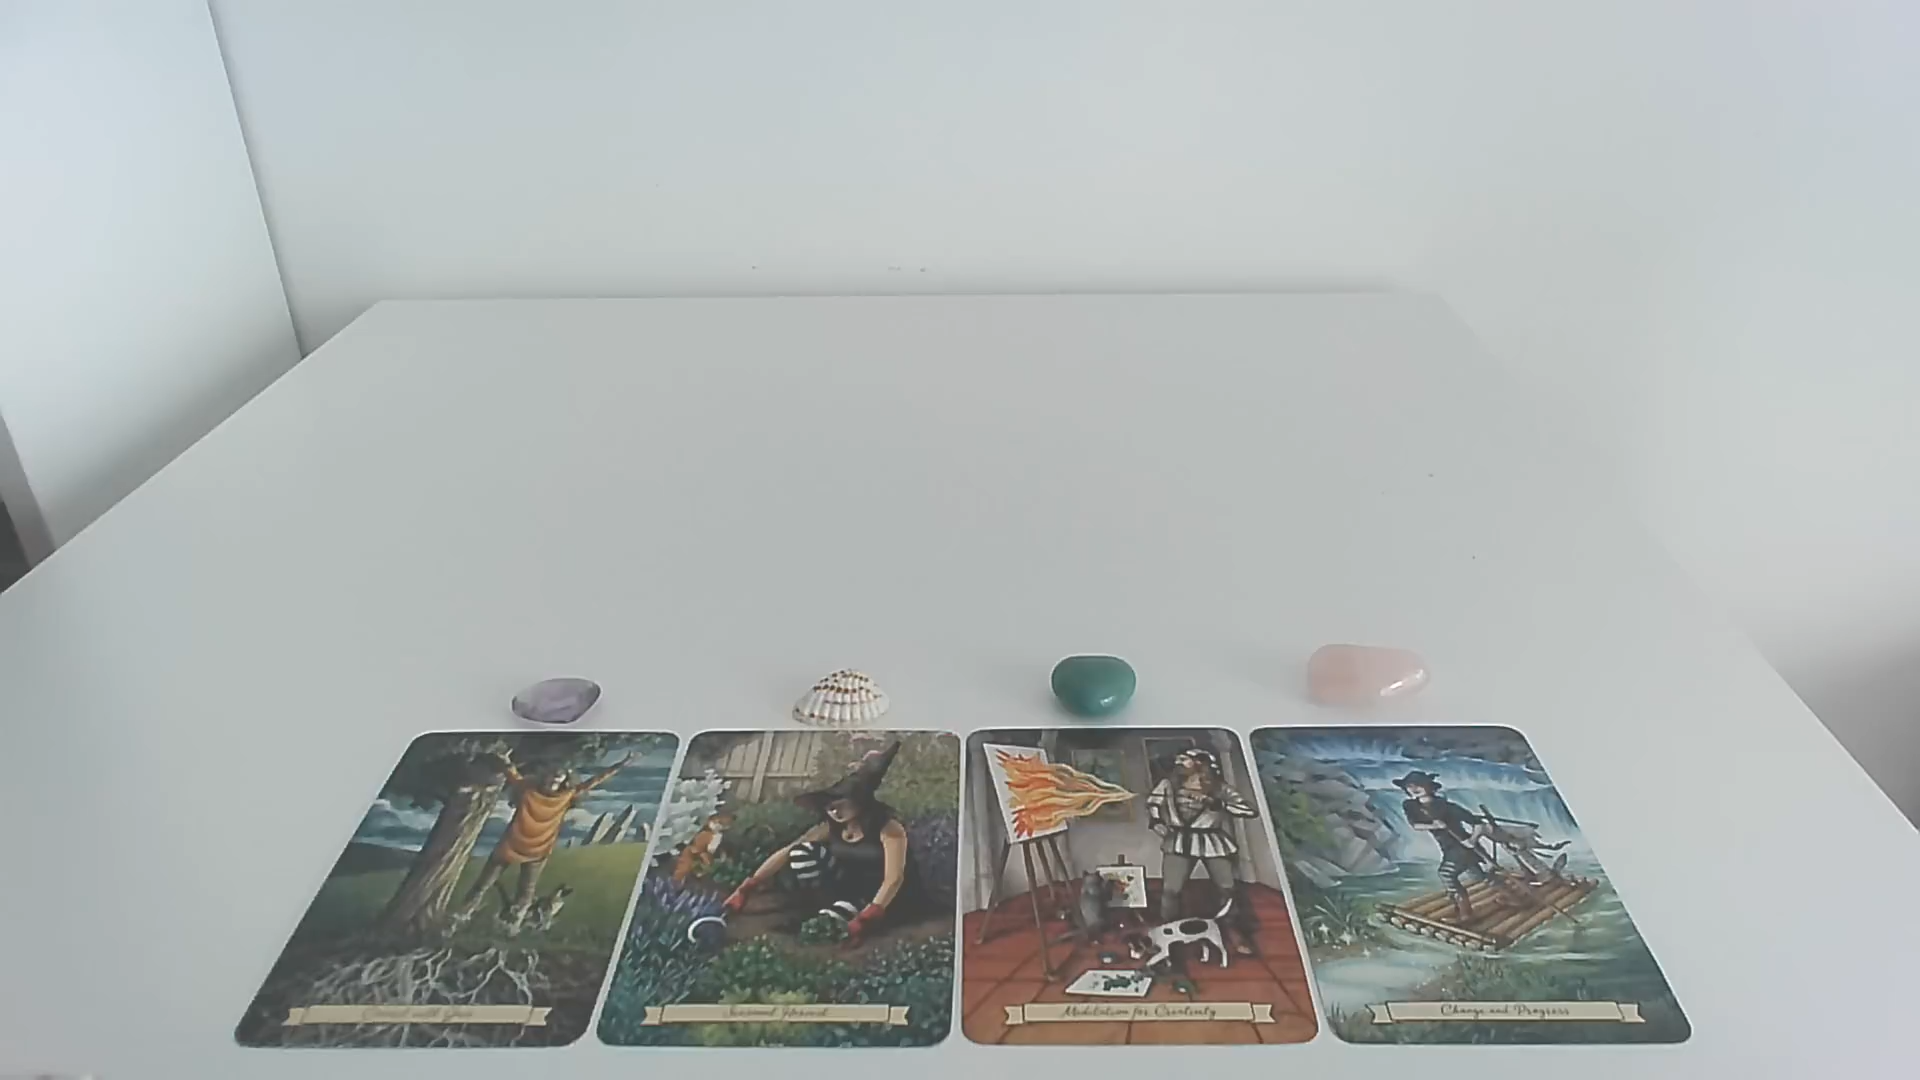 Seasonal Harvest
Meditation for Creativity
Change and Progress